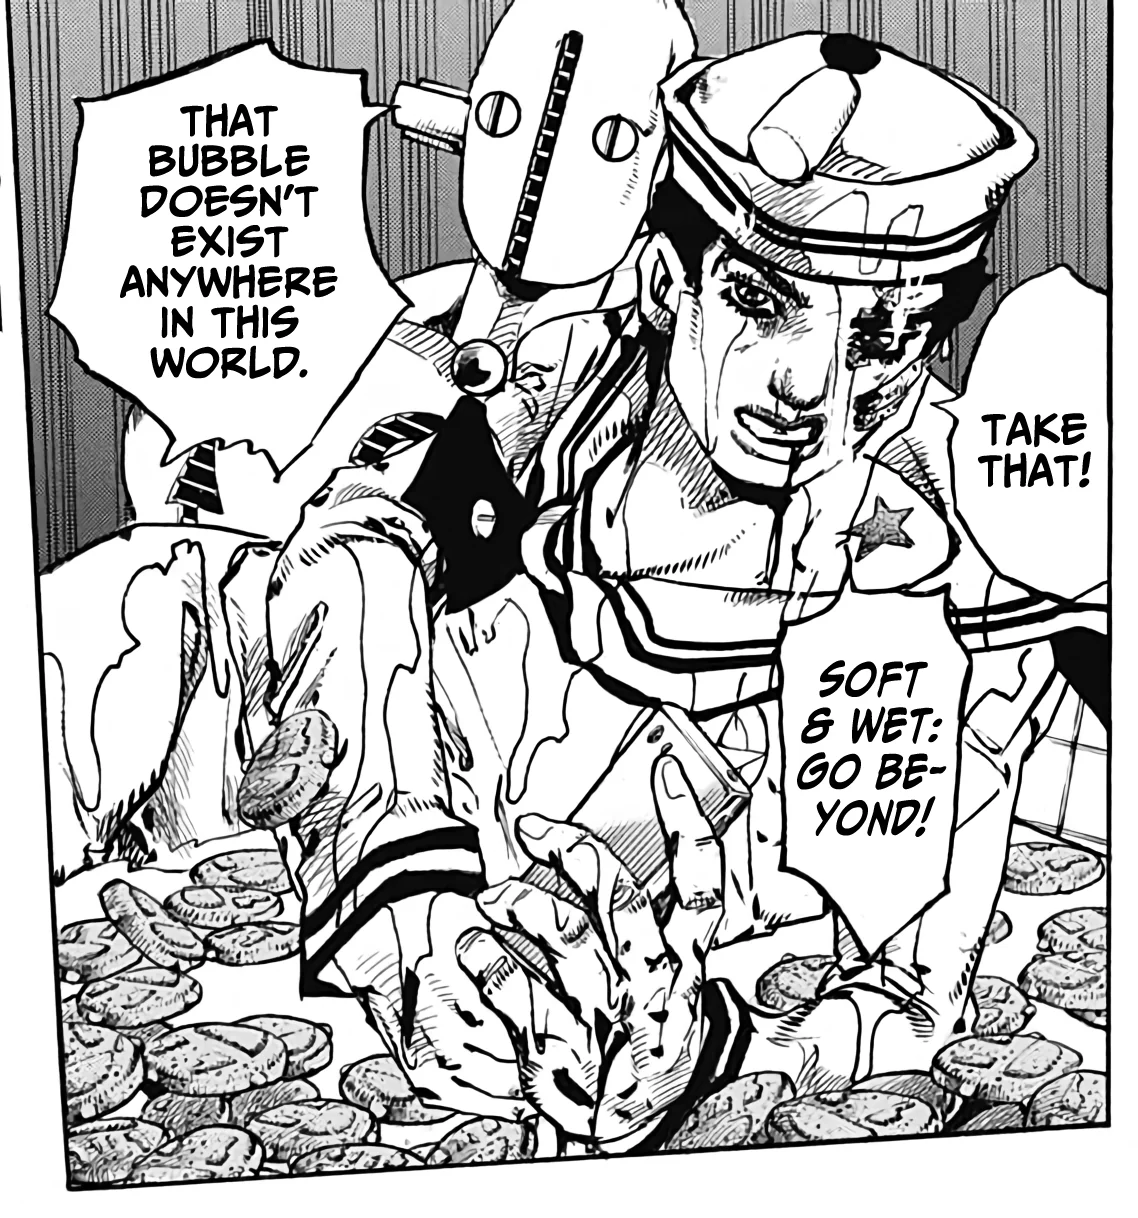 THAT
BUBBLE
DOESN'T
EXIST
ANYWHERE
IN THIS
WORLD.
TAKE
THAT!
SOFT
& WET:
GO BE-
YOND!